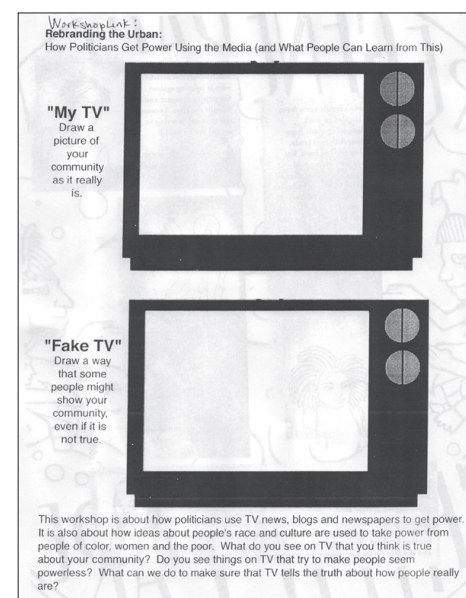 WorkshopLink:
Rebranding the Urban:
How Politicians Get Power Using the Media (and What People Can Learn from This)
"My TV"
Draw a
picture of
your
community
as it really
is.
"Fake TV"
Draw a way
that some
people might
show your
community,
even if it is
not true.
This workshop is about how politicians use TV news, blogs and newspapers to get power.
It is also about how ideas about people's race and culture are used to take power from
people of color, women and the poor. What do you see on TV that you think is true
about your community? Do you see things on TV that try to make people seem
powerless? What can we do to make sure that TV tells the truth about how people really
are?